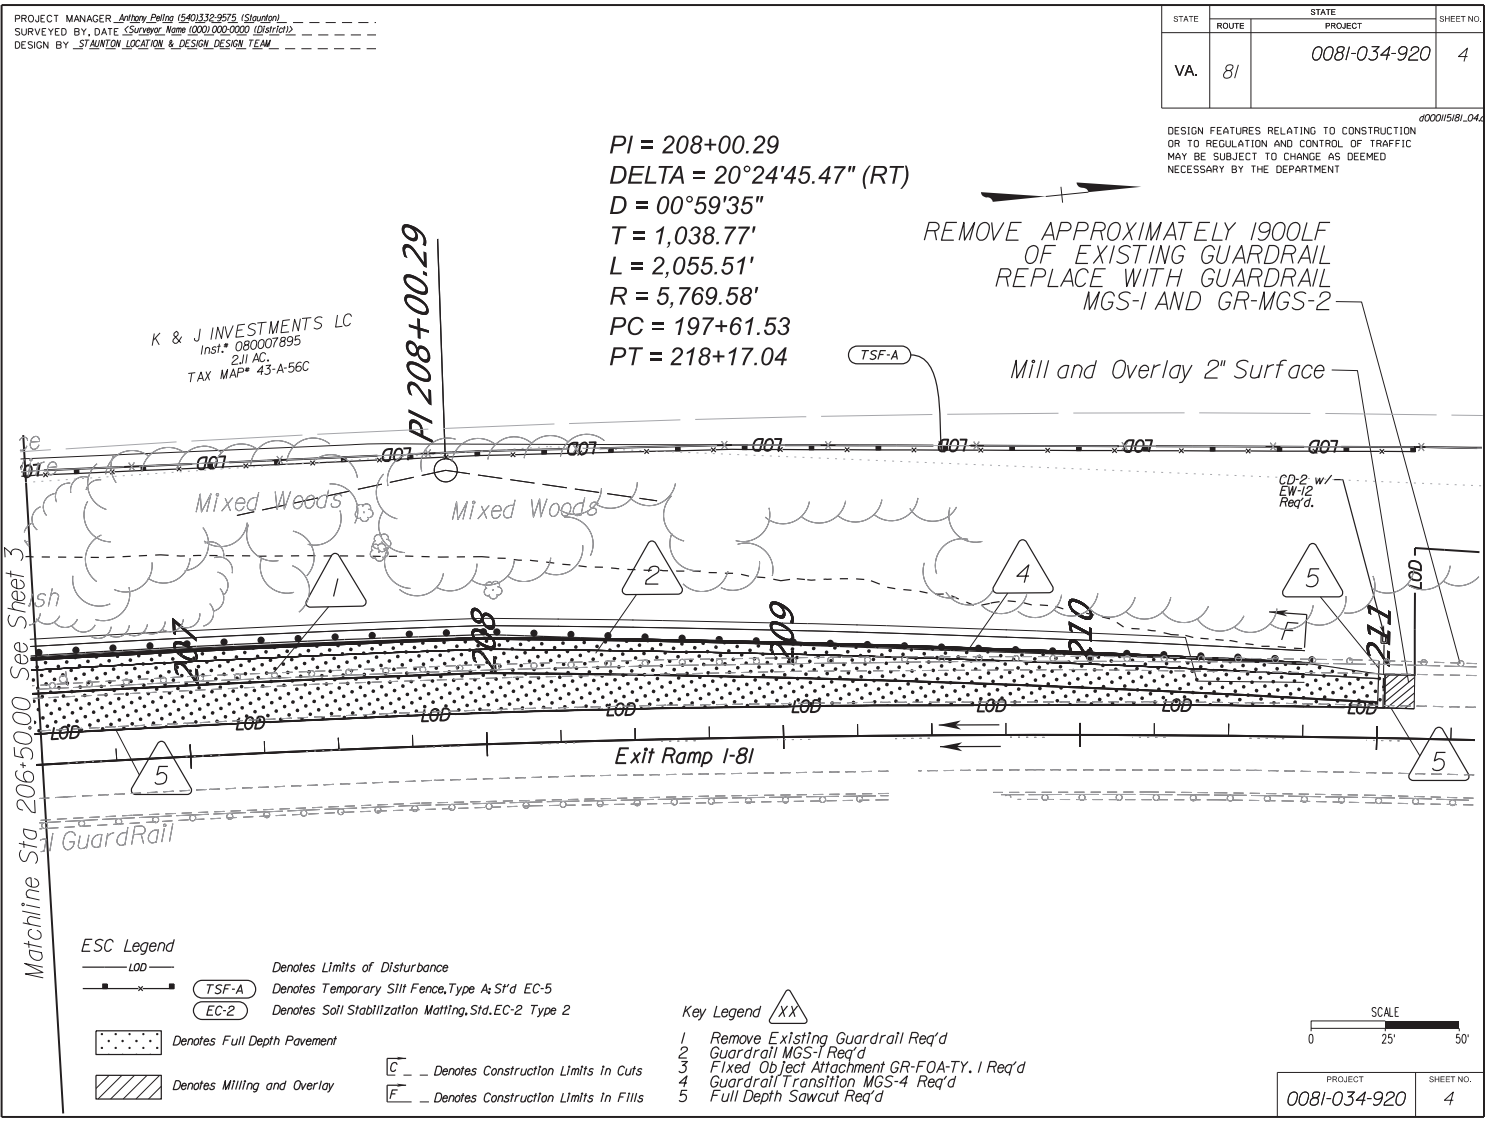 PROJECT MANAGER Anthony Peling (540)332-9575 (Staunton)
SURVEYED BY, DATE <Surveyor Name (000) 000-0000 (District)>
DESIGN BY STAUNTON LOCATION & DESIGN DESIGN TEAM
STATE
STATE
SHEET NO.
ROUTE
PROJECT
VA.
81
0081-034-920
4
DESIGN FEATURES RELATING TO CONSTRUCTION
OR TO REGULATION AND CONTROL OF TRAFFIC
MAY BE SUBJECT TO CHANGE AS DEEMED
NECESSARY BY THE DEPARTMENT
PI = 208+00.29
DELTA = 20°24'45.47" (RT)
D = 00°59'35"
T = 1,038.77'
L = 2,055.51'
R = 5,769.58'
PC = 197+61.53
PT = 218+17.04
REMOVE APPROXIMATELY 1900LF
OF EXISTING GUARDRAIL
REPLACE WITH GUARDRAIL
MGS-1 AND GR-MGS-2
PI 208+00.29
K & J INVESTMENTS LC
Inst.# 080007895
2.11 AC.
TAX MAP# 43-A-56C
TSF-A
Mill and Overlay 2" Surface
LOD
LOD
LOD
LOD
LOD
LOD
LOD
CD-2 w/
EW-12
Req'd.
Mixed Woods
Mixed Woods
1
2
4
5
LOD
F
207
208
209
210
211
LOD
LOD
LOD
LOD
LOD
LOD
LOD
LOD
5
Exit Ramp I-81
5
GuardRail
Matchline Sta 206+50.00 See Sheet 3
ESC Legend
LOD Denotes Limits of Disturbance
TSF-A Denotes Temporary Silt Fence, Type A; St'd EC-5
EC-2 Denotes Soil Stabilization Matting, Std. EC-2 Type 2
Denotes Full Depth Pavement
Denotes Milling and Overlay
C Denotes Construction Limits in Cuts
F Denotes Construction Limits in Fills
Key Legend XX
1 Remove Existing Guardrail Req'd
2 Guardrail MGS-1 Req'd
3 Fixed Object Attachment GR-FOA-TY. I Req'd
4 Guardrail Transition MGS-4 Req'd
5 Full Depth Sawcut Req'd
SCALE
0 25' 50'
PROJECT
SHEET NO.
0081-034-920
4